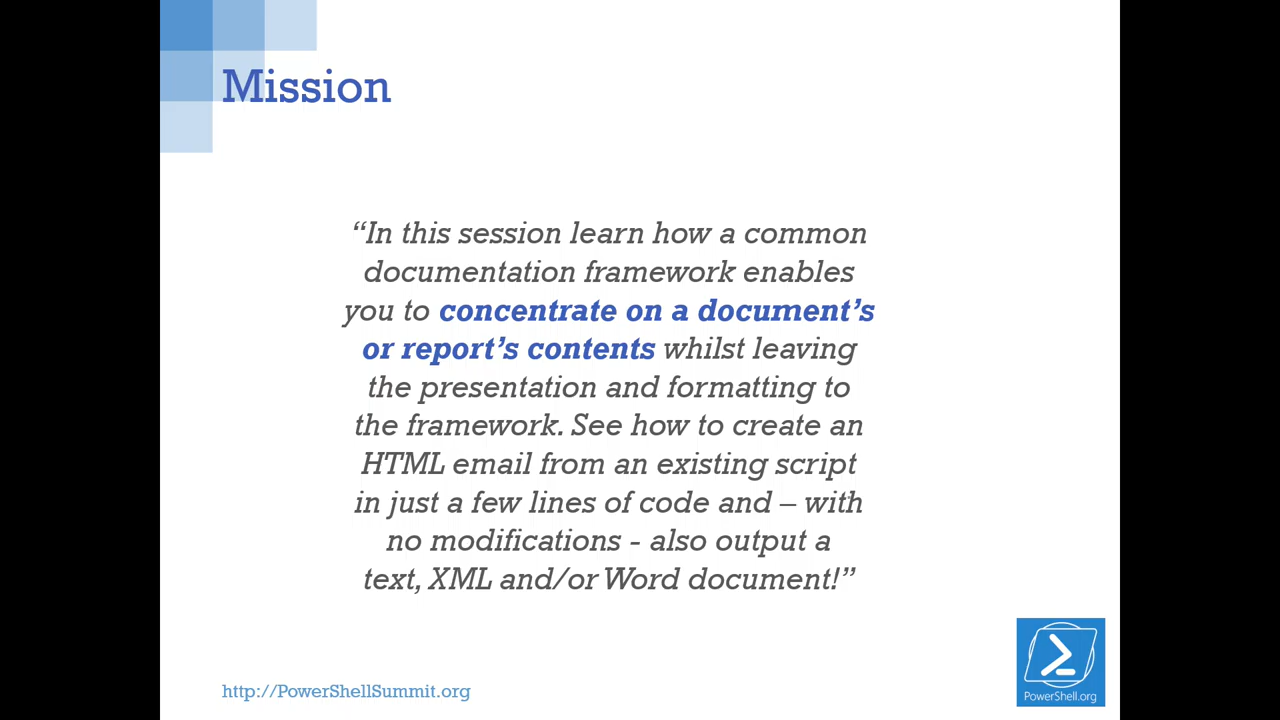 Mission
“In this session learn how a common
documentation framework enables
you to concentrate on a document’s
or report’s contents whilst leaving
the presentation and formatting to
the framework. See how to create an
HTML email from an existing script
in just a few lines of code and – with
no modifications - also output a
text, XML and/or Word document!”
http://PowerShellSummit.org
PowerShell.org